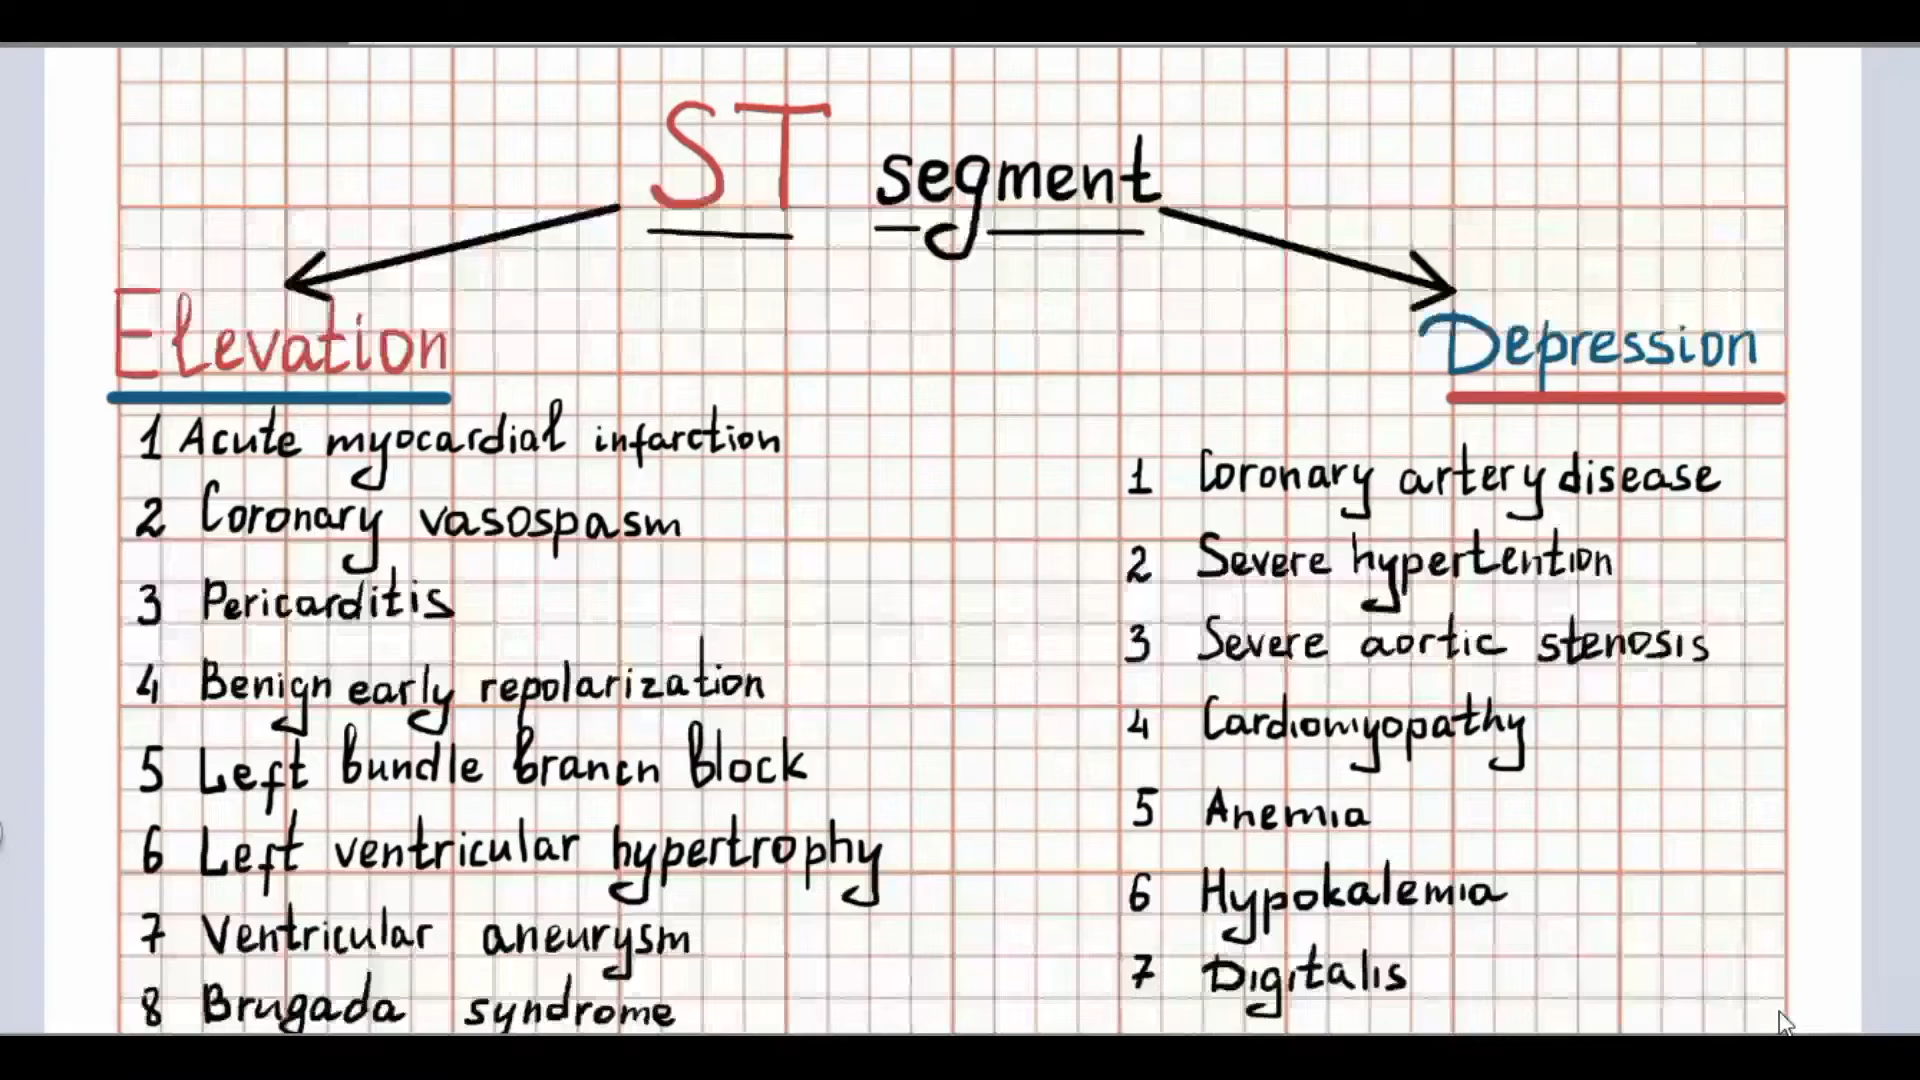 ST segment
Elevation
1 Acute myocardial infarction
2 Coronary vasospasm
3 Pericarditis
4 Benign early repolarization
5 Left bundle branch block
6 Left ventricular hypertrophy
7 Ventricular aneurysm
8 Brugada syndrome
Depression
1 Coronary artery disease
2 Severe hypertention
3 Severe aortic stenosis
4 Cardiomyopathy
5 Anemia
6 Hypokalemia
7 Digitalis